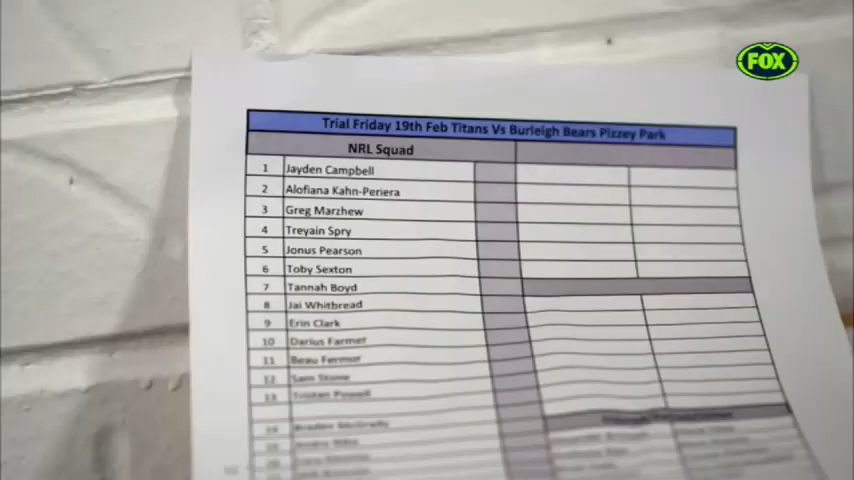 FOX
Trial Friday 19th Feb Titans Vs Burleigh Bears Pizzey Park
NRL Squad
1 Jayden Campbell
2 Alofiana Kahn-Periera
3 Greg Marzhew
4 Treyain Spry
5 Jonus Pearson
6 Toby Sexton
7 Tannah Boyd
8 Jai Whitbread
9 Erin Clark
10 Darius Farmer
11 Beau Fermor
12 Sam Stone
13 Tristan Powell
14